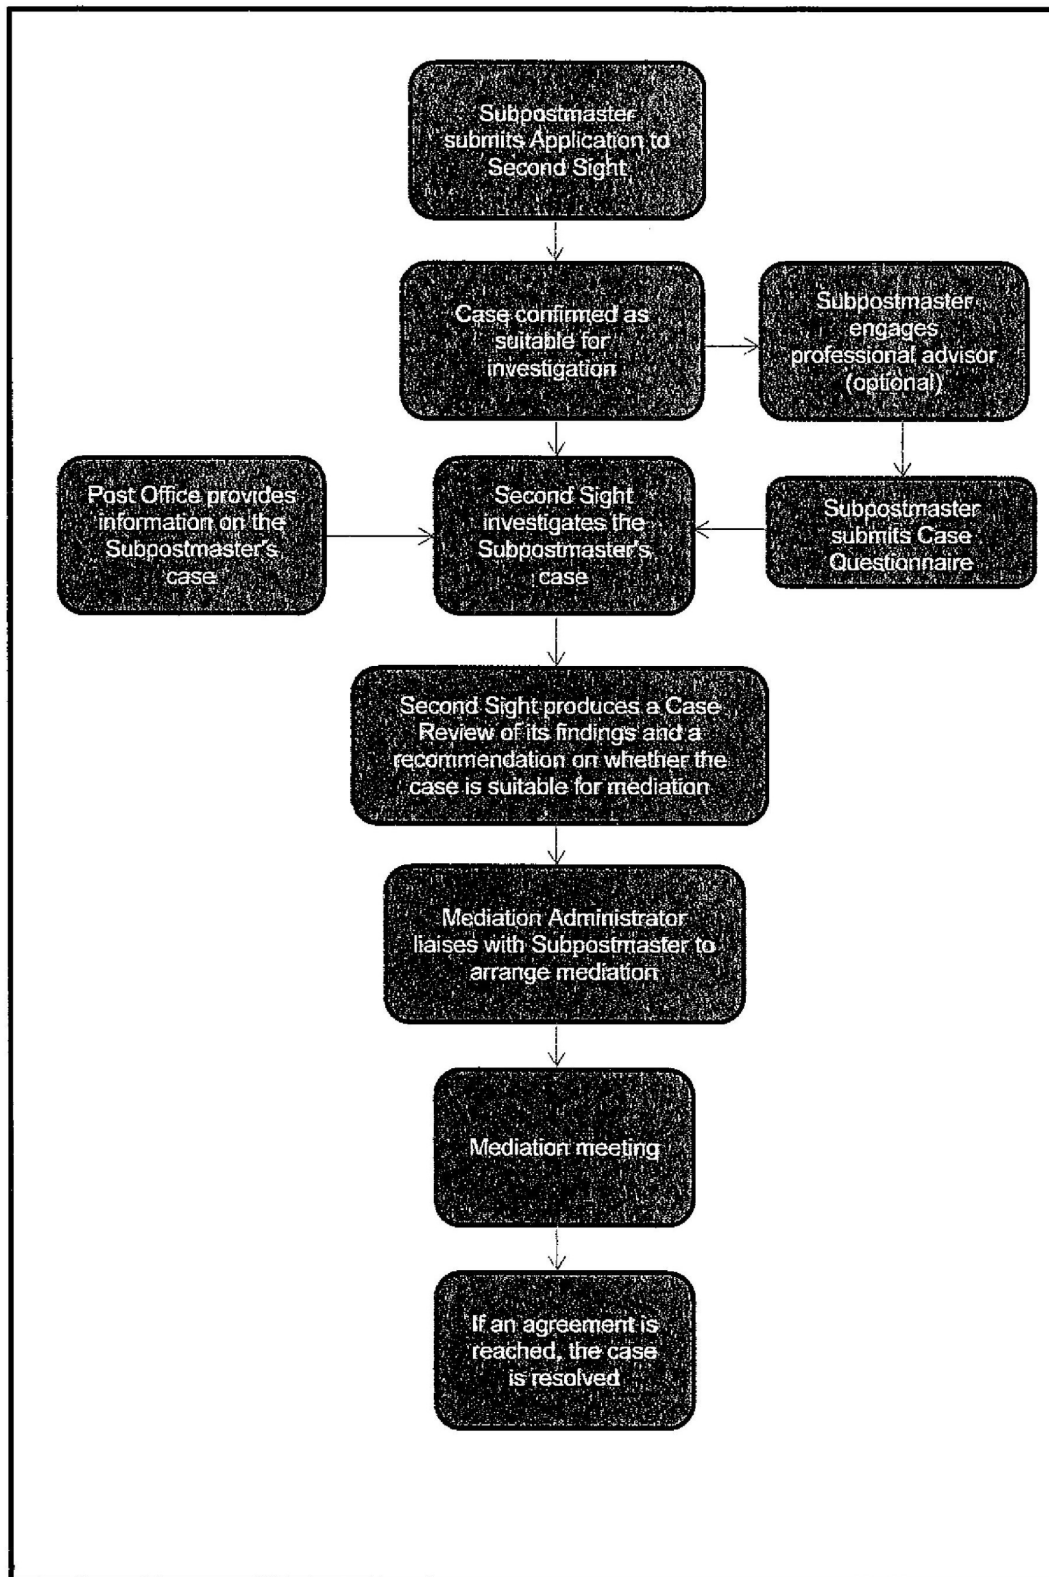 Subpostmaster
submits Application to
Second Sight
Case confirmed as
suitable for
investigation
Subpostmaster
engages
professional advisor
(optional)
Post Office provides
information on the
Subpostmaster's
case
Second Sight
investigates the
Subpostmaster's
case
Subpostmaster
submits Case
Questionnaire
Second Sight produces a Case
Review of its findings and a
recommendation on whether the
case is suitable for mediation
Mediation Administrator
liaises with Subpostmaster to
arrange mediation
Mediation meeting
If an agreement is
reached, the case
is resolved